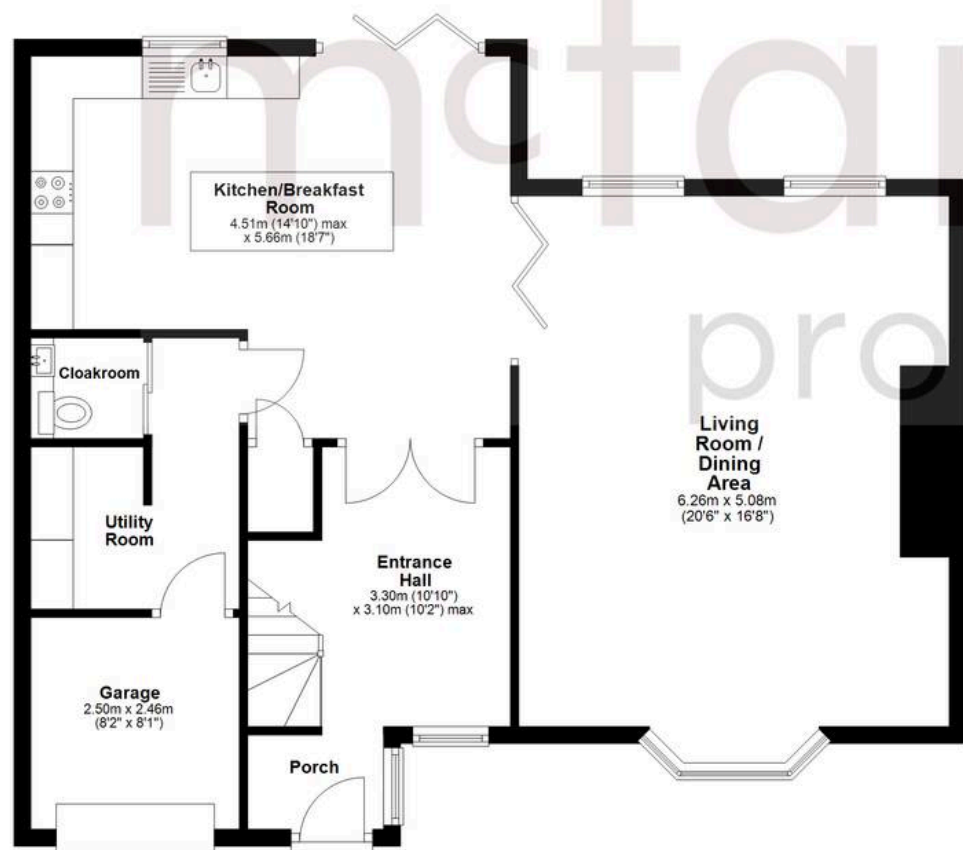 mctar
pro
Kitchen/Breakfast
Room
4.51m (14'10") max
x 5.66m (18'7")
Cloakroom
Living
Room /
Dining
Area
6.26m x 5.08m
(20'6" x 16'8")
Utility
Room
Entrance
Hall
3.30m (10'10")
x 3.10m (10'2") max
Garage
2.50m x 2.46m
(8'2" x 8'1")
Porch